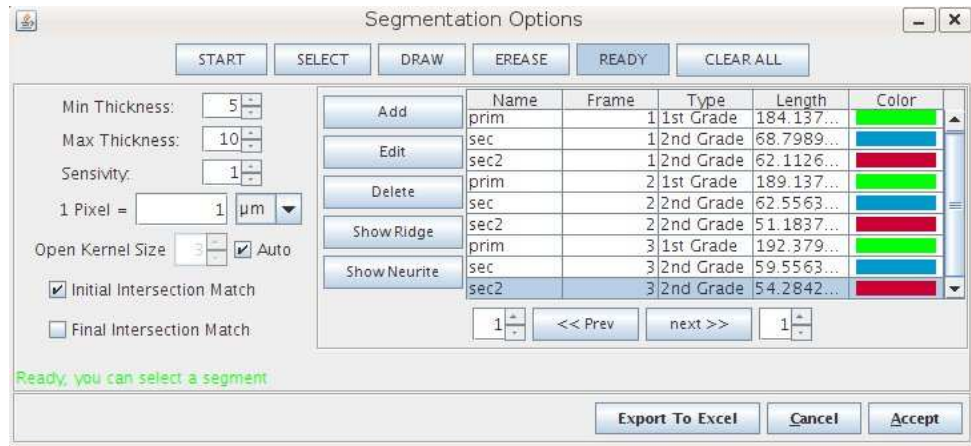 Segmentation Options
START SELECT DRAW EREASE READY CLEAR ALL
Min Thickness: 5
Max Thickness: 10
Sensivity: 1
1 Pixel = 1 µm
Open Kernel Size 3 Auto
Initial Intersection Match
Final Intersection Match
Add
Edit
Delete
Show Ridge
Show Neurite
Name Frame Type Length Color
prim 1 1st Grade 184.137...
sec 1 2nd Grade 68.7989...
sec2 1 2nd Grade 62.1126...
prim 2 1st Grade 189.137...
sec 2 2nd Grade 62.5563...
sec2 2 2nd Grade 51.1837...
prim 3 1st Grade 192.379...
sec 3 2nd Grade 59.5563...
sec2 3 2nd Grade 54.2842...
1 << Prev next >> 1
Ready, you can select a segment
Export To Excel Cancel Accept